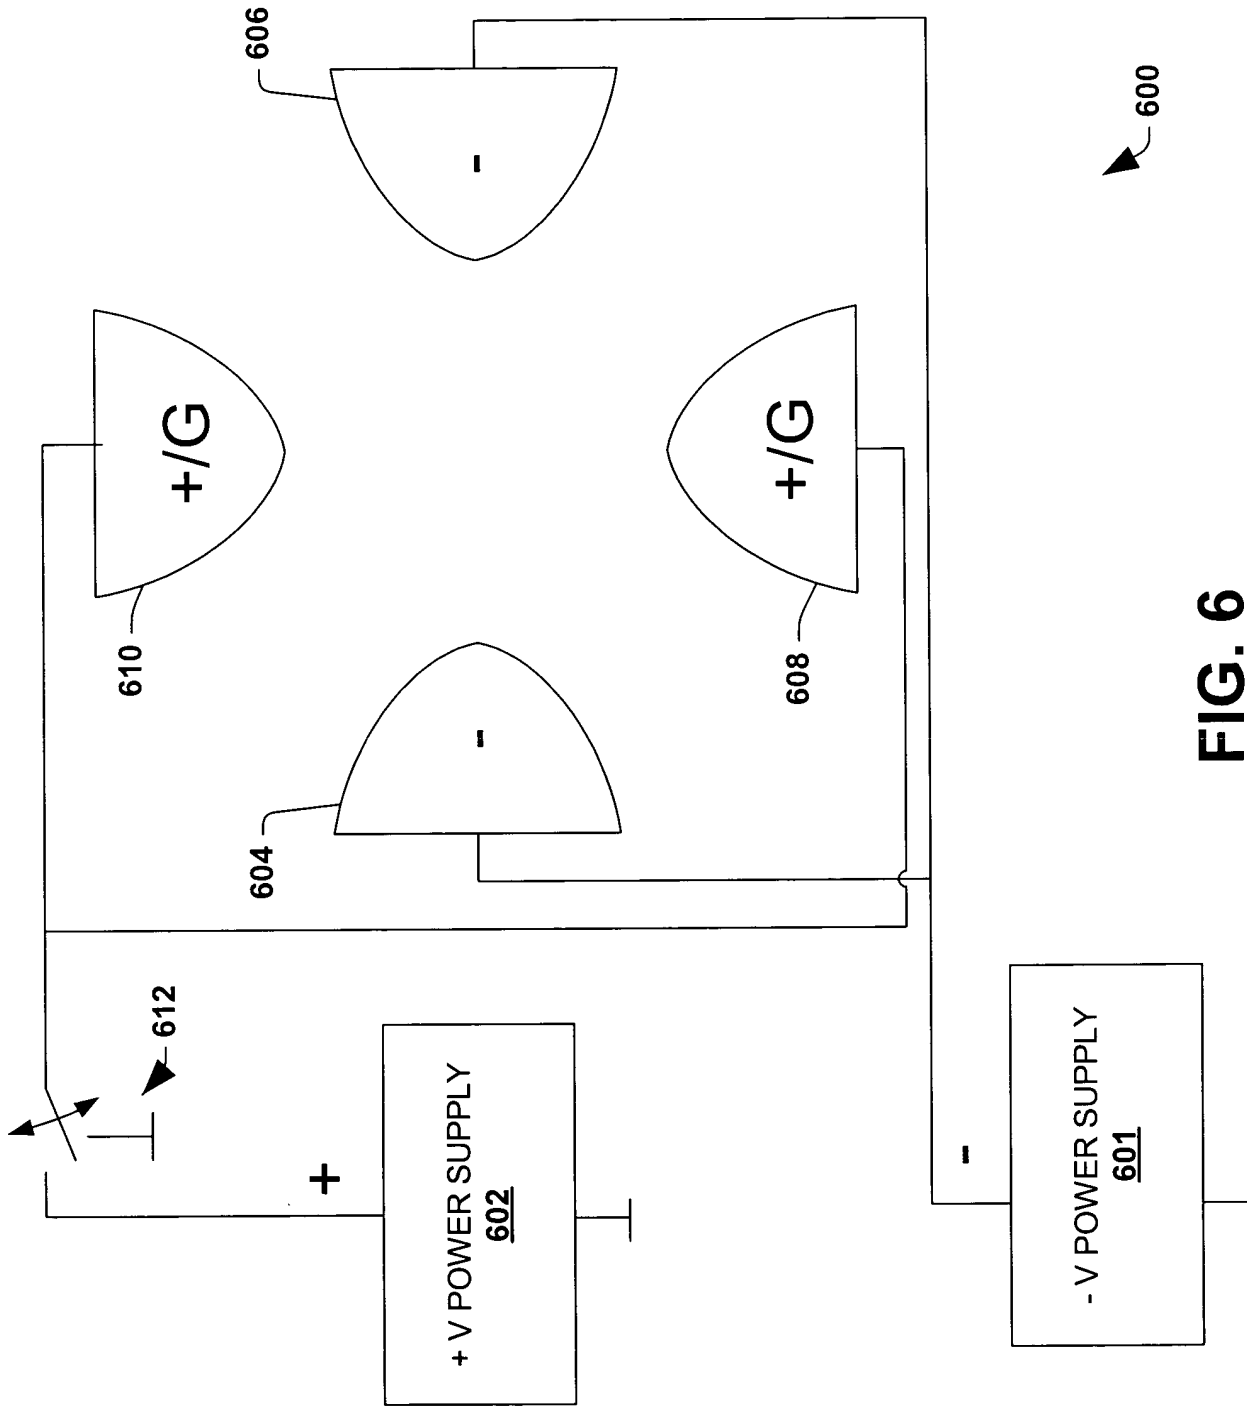 + V POWER SUPPLY
602
- V POWER SUPPLY
601
+
-
612
604
-
610
+/G
608
+/G
606
-
600
FIG. 6